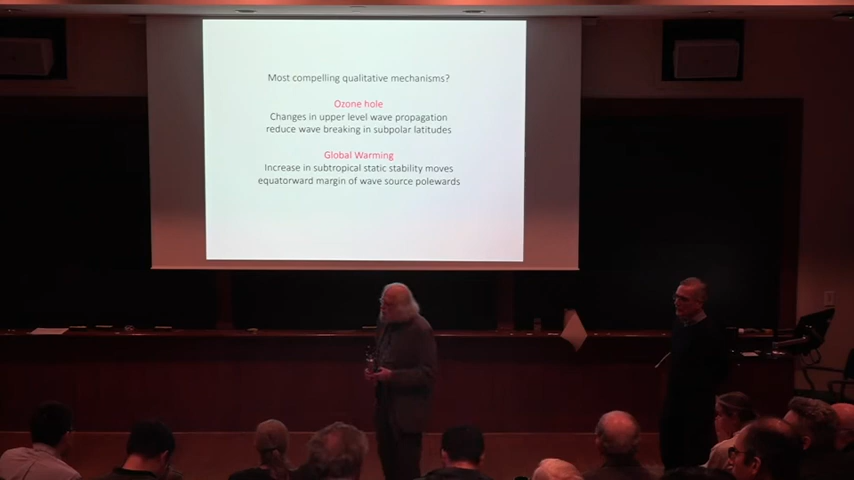 Most compelling qualitative mechanisms?
Ozone hole
Changes in upper level wave propagation
reduce wave breaking in subpolar latitudes
Global Warming
Increase in subtropical static stability moves
equatorward margin of wave source polewards